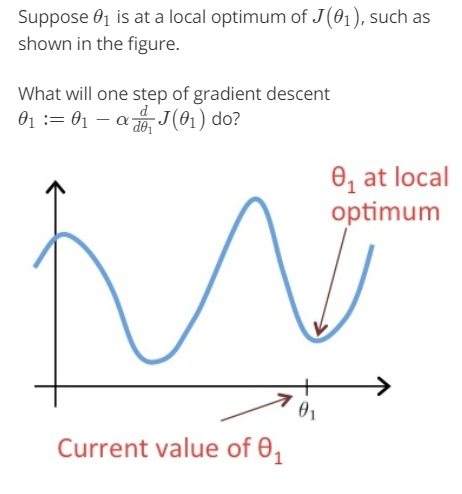 Suppose θ₁ is at a local optimum of J(θ₁), such as
shown in the figure.
What will one step of gradient descent
θ₁ := θ₁ − α d/dθ₁ J(θ₁) do?
θ₁ at local
optimum
θ₁
Current value of θ₁